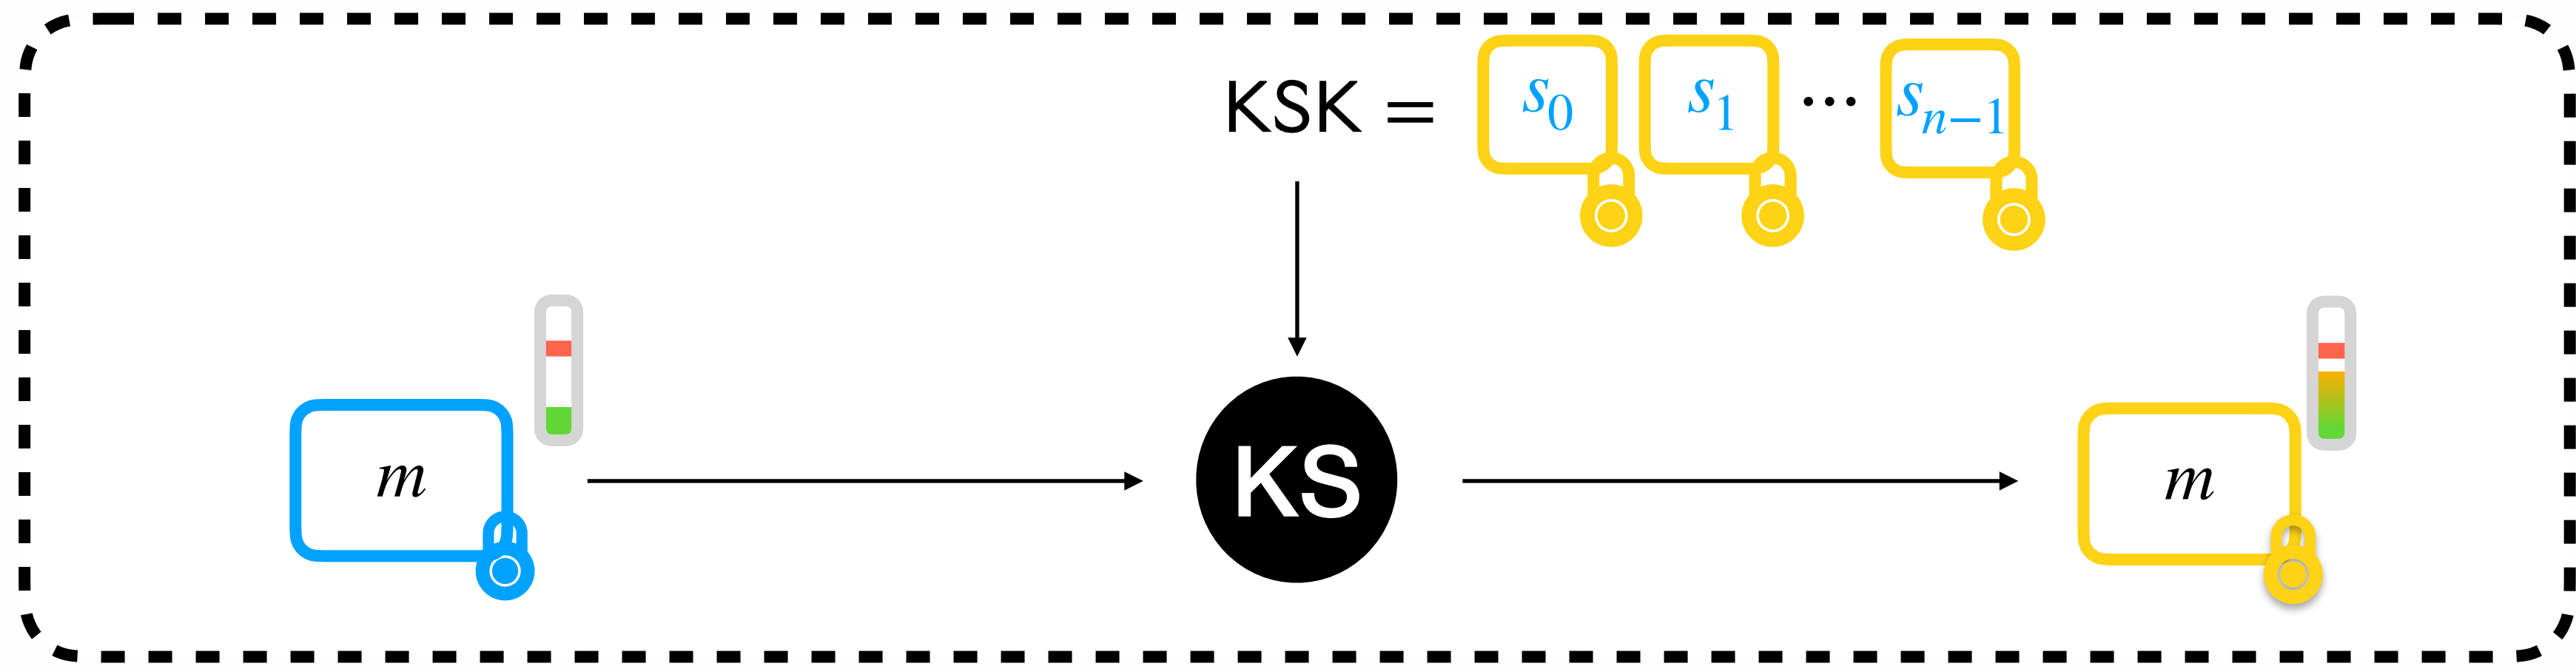 KSK = s₀ s₁ ⋯ sₙ₋₁
m KS m